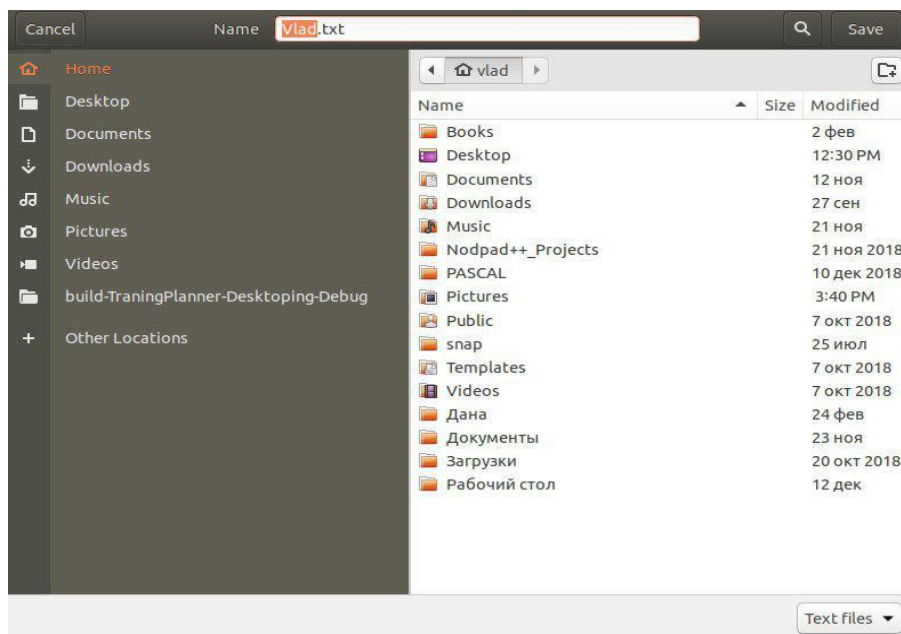 Cancel Name Vlad.txt Save
Home
Desktop
Documents
Downloads
Music
Pictures
Videos
build-TraningPlanner-Desktoping-Debug
Other Locations
vlad
Name Size Modified
Books 2 фев
Desktop 12:30 PM
Documents 12 ноя
Downloads 27 сен
Music 21 ноя
Nodpad++_Projects 21 ноя 2018
PASCAL 10 дек 2018
Pictures 3:40 PM
Public 7 окт 2018
snap 25 июл
Templates 7 окт 2018
Videos 7 окт 2018
Дана 24 фев
Документы 23 ноя
Загрузки 20 окт 2018
Рабочий стол 12 дек
Text files